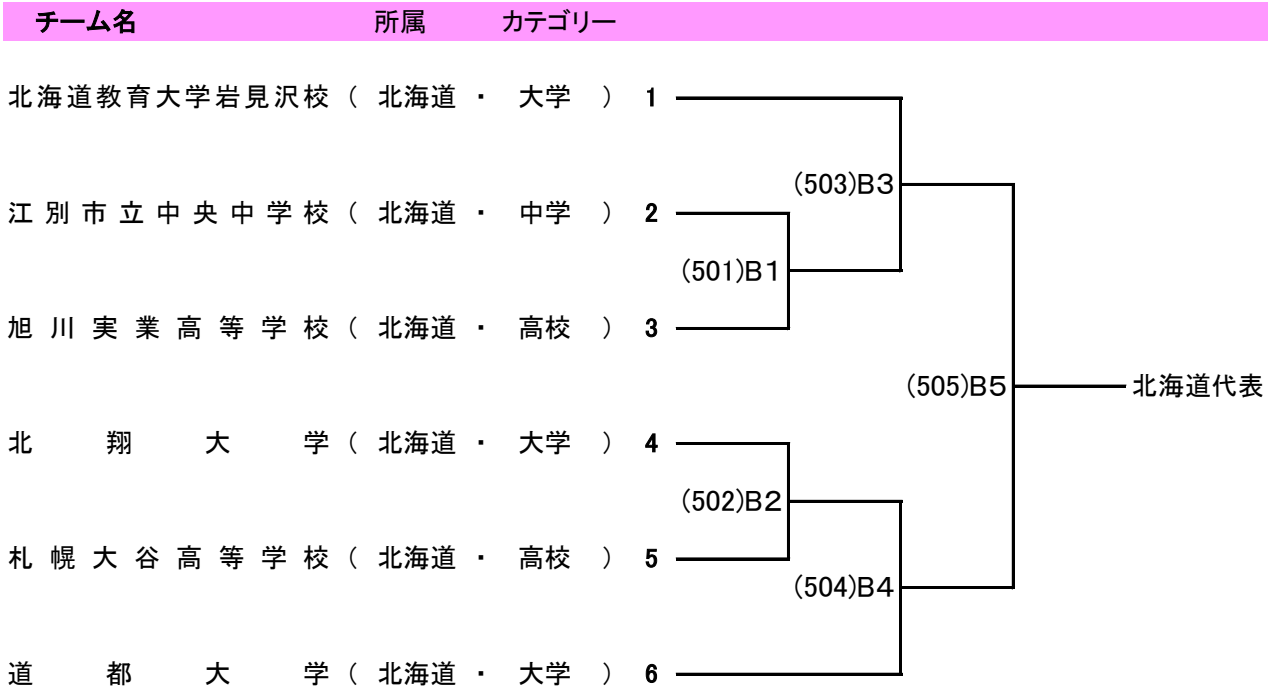 チーム名 所属 カテゴリー
北海道教育大学岩見沢校 ( 北海道 ・ 大学 ) 1
(503)B3
江別市立中央中学校 ( 北海道 ・ 中学 ) 2
(501)B1
旭川実業高等学校 ( 北海道 ・ 高校 ) 3
(505)B5 北海道代表
北翔大学 ( 北海道 ・ 大学 ) 4
(502)B2
札幌大谷高等学校 ( 北海道 ・ 高校 ) 5
(504)B4
道都大学 ( 北海道 ・ 大学 ) 6